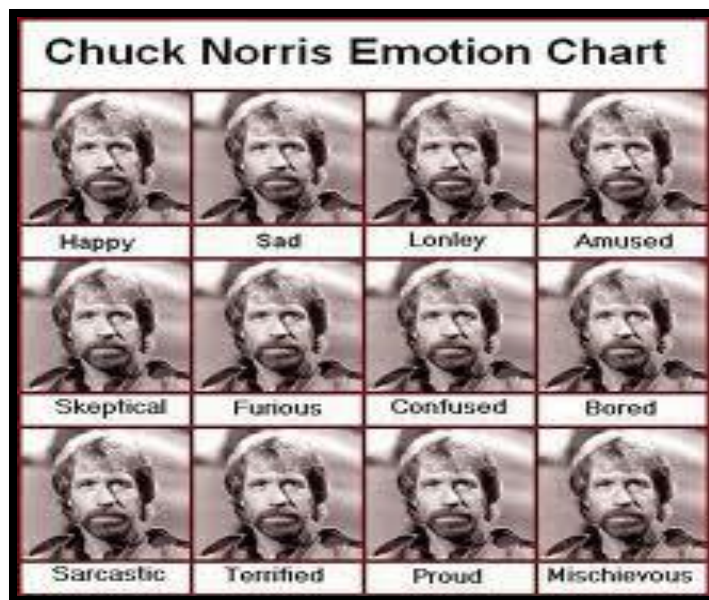 Chuck Norris Emotion Chart
Happy Sad Lonley Amused
Skeptical Furious Confused Bored
Sarcastic Terrified Proud Mischievous